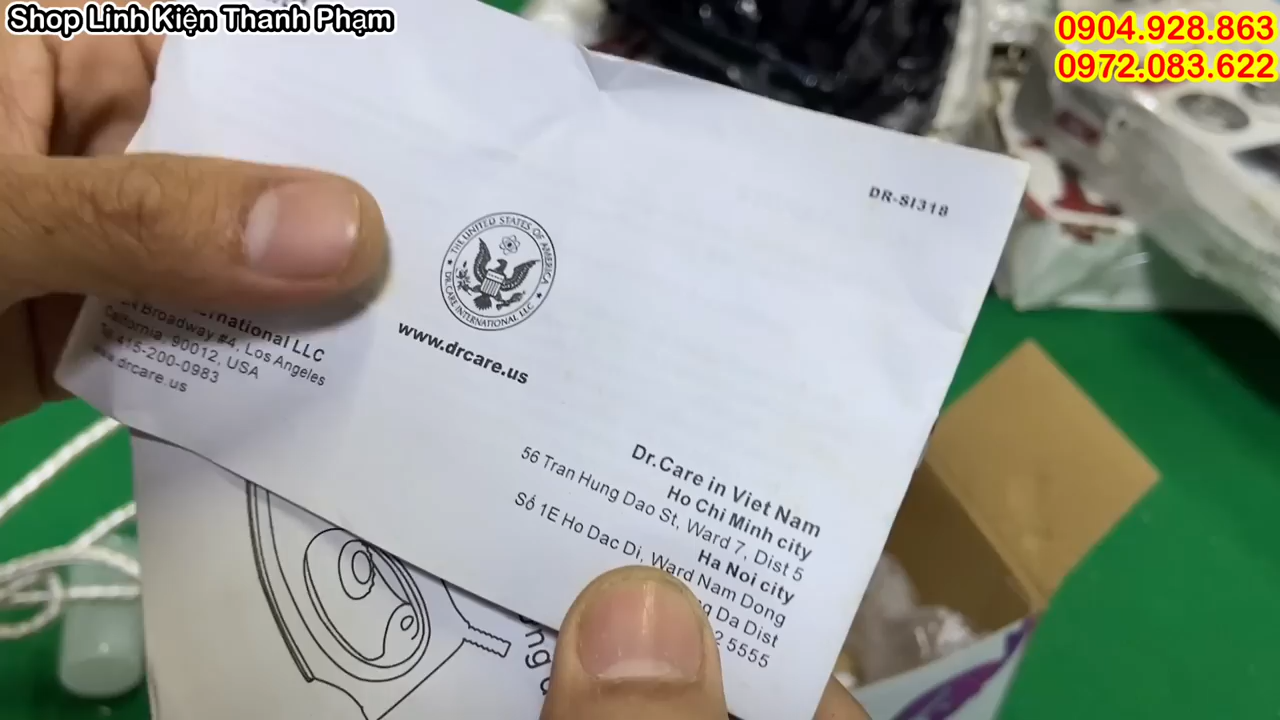 Shop Linh Kiện Thanh Phạm
0904.928.863
0972.083.622
DR-SI318
THE UNITED STATES OF AMERICA
DR.CARE INTERNATIONAL LLC
www.drcare.us
International LLC
Broadway #4, Los Angeles
California, 90012, USA
Tel 415-200-0983
www.drcare.us
Dr.Care in Viet Nam
Ho Chi Minh city
56 Tran Hung Dao St, Ward 7, Dist 5
Ha Noi city
Số 1E Ho Dac Di, Ward Nam Dong
Da Dist
5555